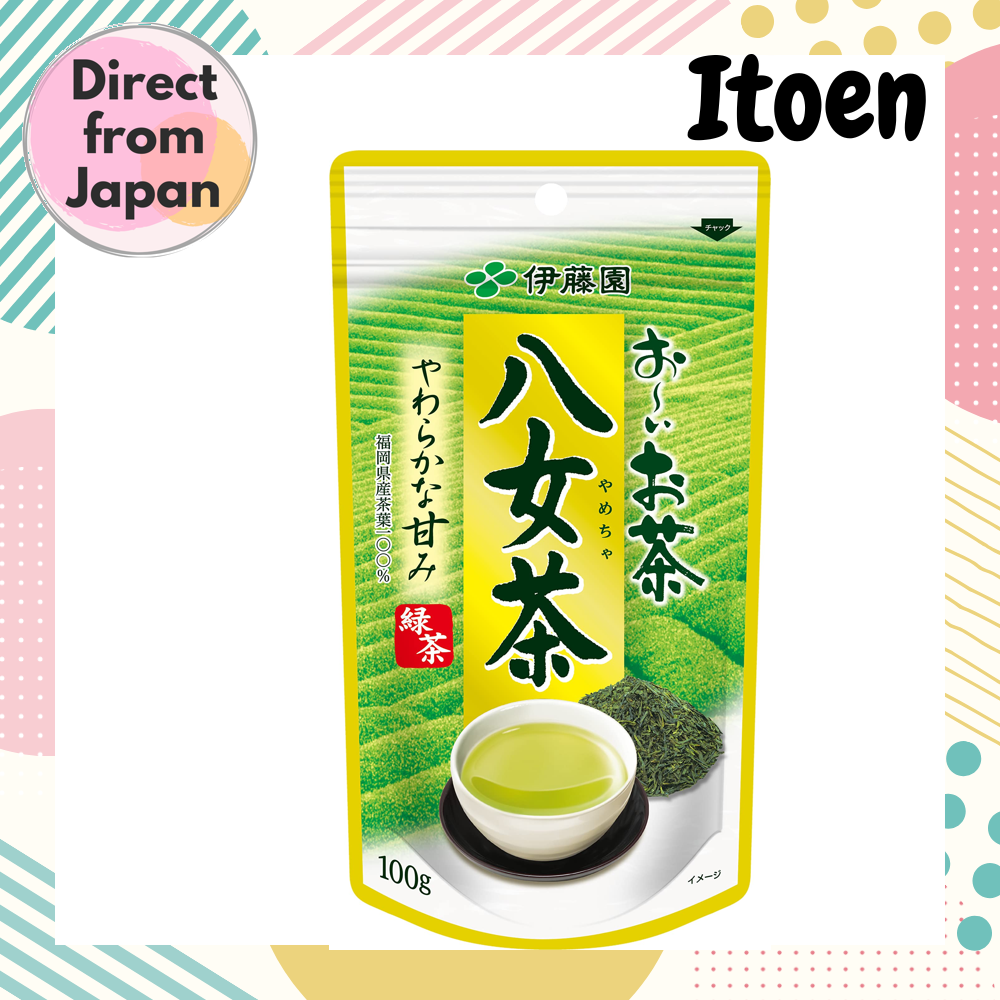 Direct
from
Japan
Itoen
チャック
伊藤園
お～いお茶
八女茶
やめちゃ
やわらかな甘み
福岡県産茶葉一〇〇%
緑茶
100g
イメージ